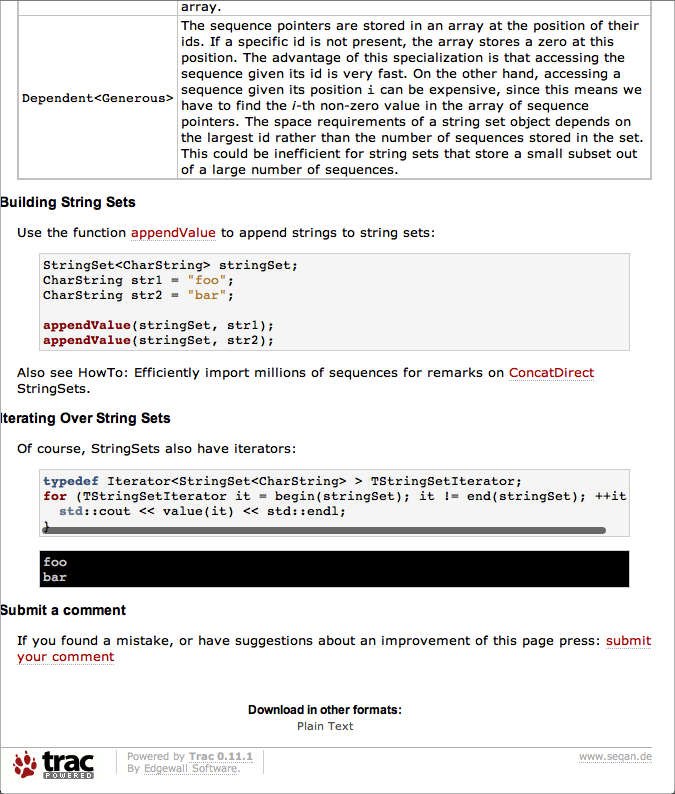 array.
Dependent<Generous>
The sequence pointers are stored in an array at the position of their
ids. If a specific id is not present, the array stores a zero at this
position. The advantage of this specialization is that accessing the
sequence given its id is very fast. On the other hand, accessing a
sequence given its position i can be expensive, since this means we
have to find the i-th non-zero value in the array of sequence
pointers. The space requirements of a string set object depends on
the largest id rather than the number of sequences stored in the set.
This could be inefficient for string sets that store a small subset out
of a large number of sequences.
Building String Sets
Use the function appendValue to append strings to string sets:
StringSet<CharString> stringSet;
CharString str1 = "foo";
CharString str2 = "bar";
appendValue(stringSet, str1);
appendValue(stringSet, str2);
Also see HowTo: Efficiently import millions of sequences for remarks on ConcatDirect
StringSets.
Iterating Over String Sets
Of course, StringSets also have iterators:
typedef Iterator<StringSet<CharString> > TStringSetIterator;
for (TStringSetIterator it = begin(stringSet); it != end(stringSet); ++it
  std::cout << value(it) << std::endl;
}
foo
bar
Submit a comment
If you found a mistake, or have suggestions about an improvement of this page press: submit
your comment
Download in other formats:
Plain Text
trac
POWERED
Powered by Trac 0.11.1
By Edgewall Software.
www.seqan.de